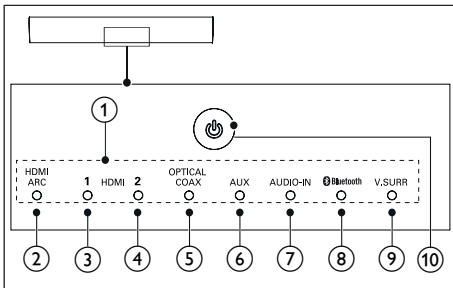 1
HDMI
ARC
1 HDMI 2
OPTICAL
COAX
AUX
AUDIO-IN
Bluetooth
V.SURR
2 3 4 5 6 7 8 9 10